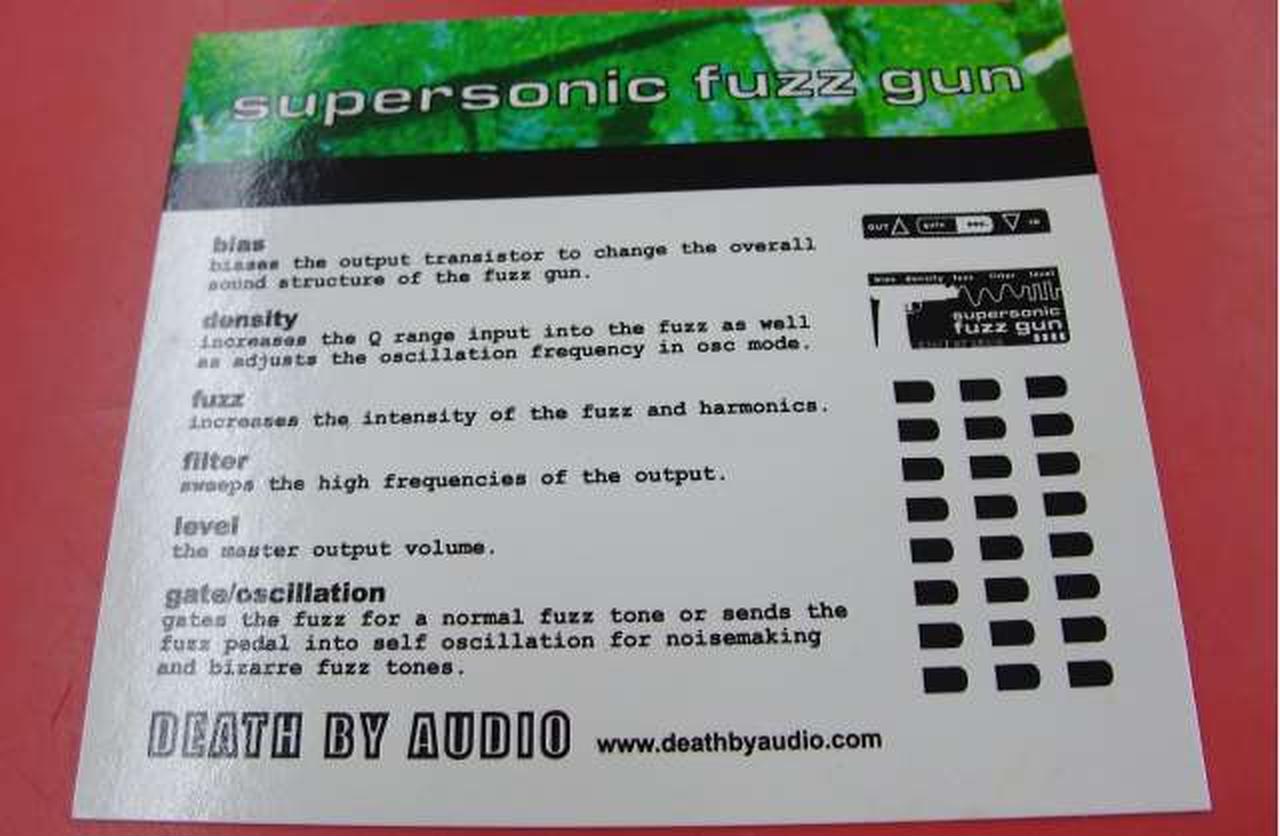 supersonic fuzz gun
bias
biases the output transistor to change the overall
sound structure of the fuzz gun.
density
increases the Q range input into the fuzz as well
as adjusts the oscillation frequency in osc mode.
fuzz
increases the intensity of the fuzz and harmonics.
filter
sweeps the high frequencies of the output.
level
the master output volume.
gate/oscillation
gates the fuzz for a normal fuzz tone or sends the
fuzz pedal into self oscillation for noisemaking
and bizarre fuzz tones.
DEATH BY AUDIO www.deathbyaudio.com
OUT gate osc. IN
bias density fuzz filter level
supersonic
fuzz gun